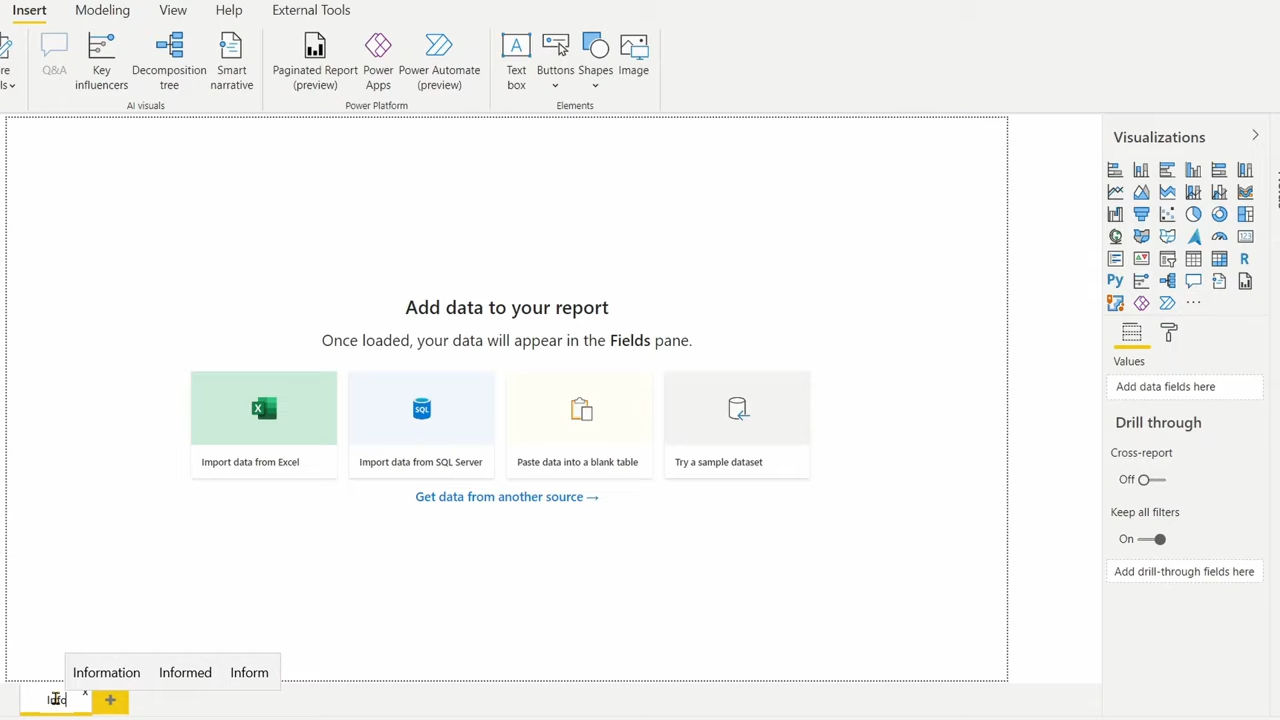 Insert Modeling View Help External Tools
Q&A Key influencers Decomposition tree Smart narrative Paginated Report (preview) Power Apps Power Automate (preview) Text box Buttons Shapes Image
AI visuals Power Platform Elements
Visualizations
Add data to your report
Once loaded, your data will appear in the Fields pane.
SQL
Import data from Excel Import data from SQL Server Paste data into a blank table Try a sample dataset
Get data from another source →
123
R
Py
Values
Add data fields here
Drill through
Cross-report
Off
Keep all filters
On
Add drill-through fields here
Information Informed Inform
x
+